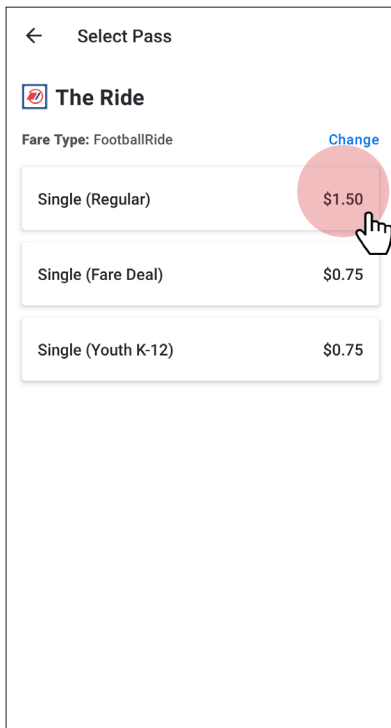 Select Pass
The Ride
Fare Type: FootballRide Change
Single (Regular) $1.50
Single (Fare Deal) $0.75
Single (Youth K-12) $0.75